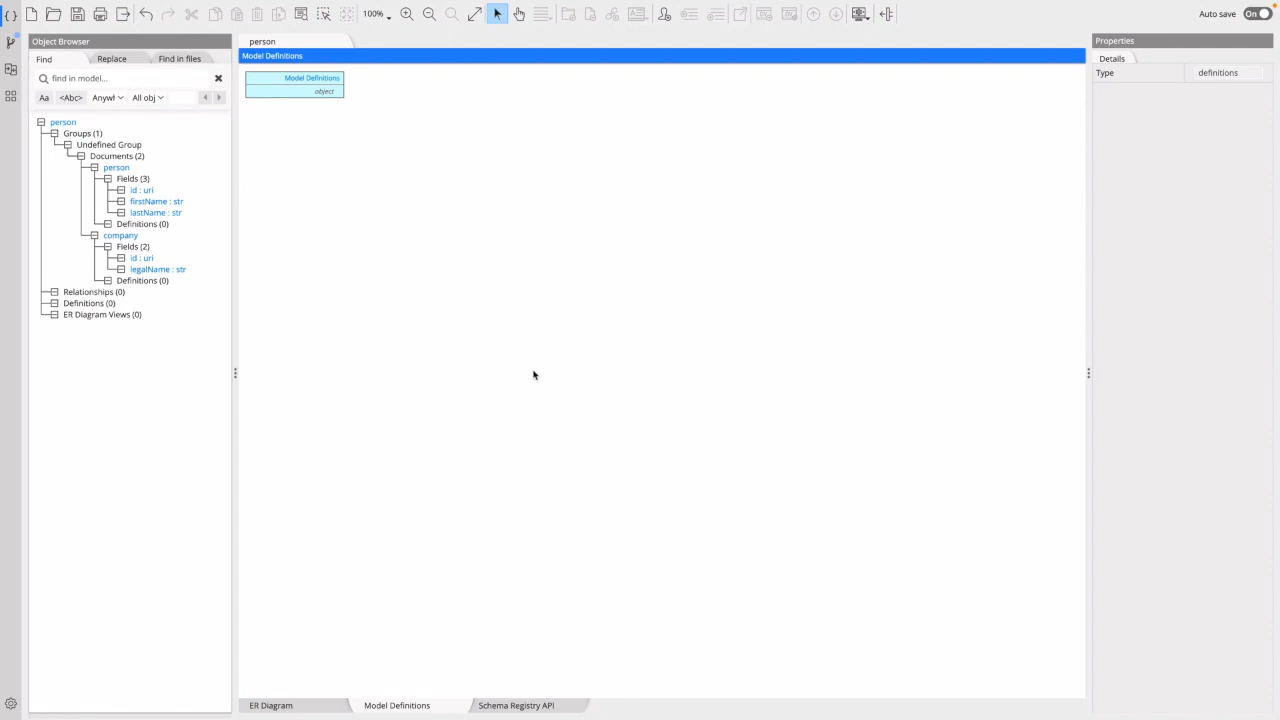 100%
Auto save
On
Object Browser
Find
Replace
Find in files
find in model...
Aa
<Abc>
Anywl
All obj
person
Groups (1)
Undefined Group
Documents (2)
person
Fields (3)
id : uri
firstName : str
lastName : str
Definitions (0)
company
Fields (2)
id : uri
legalName : str
Definitions (0)
Relationships (0)
Definitions (0)
ER Diagram Views (0)
person
Model Definitions
Model Definitions
object
ER Diagram
Model Definitions
Schema Registry API
Properties
Details
Type
definitions